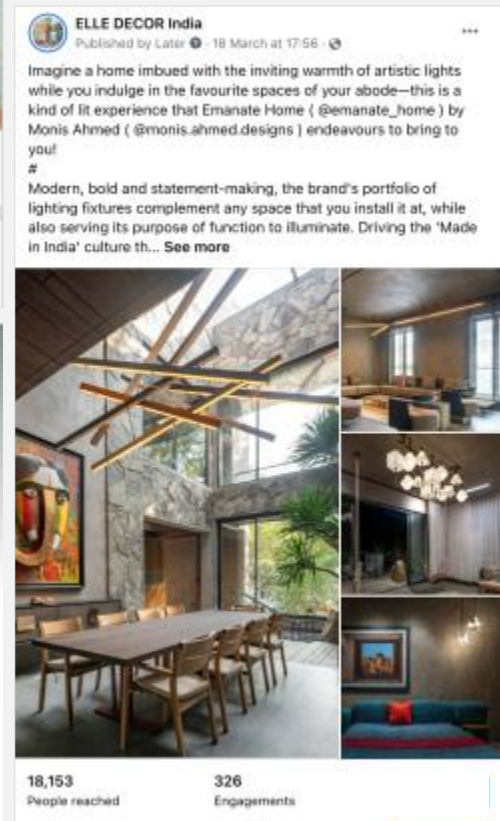 ELLE DECOR India
Published by Later · 18 March at 17:56 ·
Imagine a home imbued with the inviting warmth of artistic lights
while you indulge in the favourite spaces of your abode—this is a
kind of lit experience that Emanate Home ( @emanate_home ) by
Monis Ahmed ( @monis.ahmed.designs ) endeavours to bring to
you!
#
Modern, bold and statement-making, the brand's portfolio of
lighting fixtures complement any space that you install it at, while
also serving its purpose of function to illuminate. Driving the 'Made
in India' culture th... See more
18,153
People reached
326
Engagements